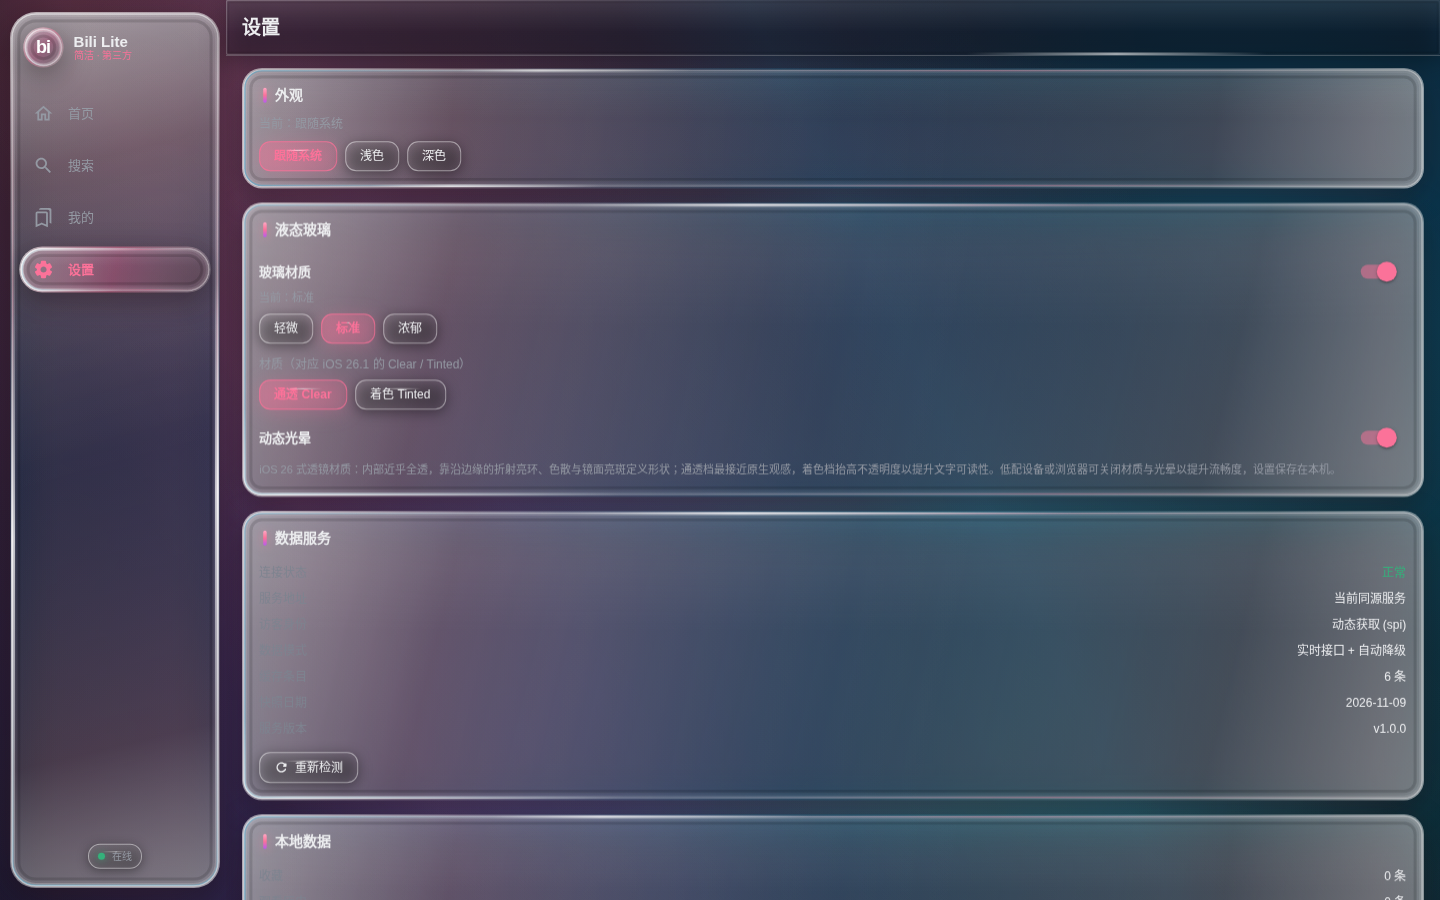 bi
Bili Lite
简洁 · 第三方
首页
搜索
我的
设置
在线
设置
外观
当前：跟随系统
跟随系统
浅色
深色
液态玻璃
玻璃材质
当前：标准
轻微
标准
浓郁
材质（对应 iOS 26.1 的 Clear / Tinted）
通透 Clear
着色 Tinted
动态光晕
iOS 26 式透镜材质：内部近乎全透，靠沿边缘的折射亮环、色散与镜面亮斑定义形状；通透档最接近原生观感，着色档抬高不透明度以提升文字可读性。低配设备或浏览器可关闭材质与光晕以提升流畅度，设置保存在本机。
数据服务
连接状态
正常
当前同源服务
动态获取 (spi)
实时接口 + 自动降级
6 条
2026-11-09
v1.0.0
重新检测
本地数据
0 条